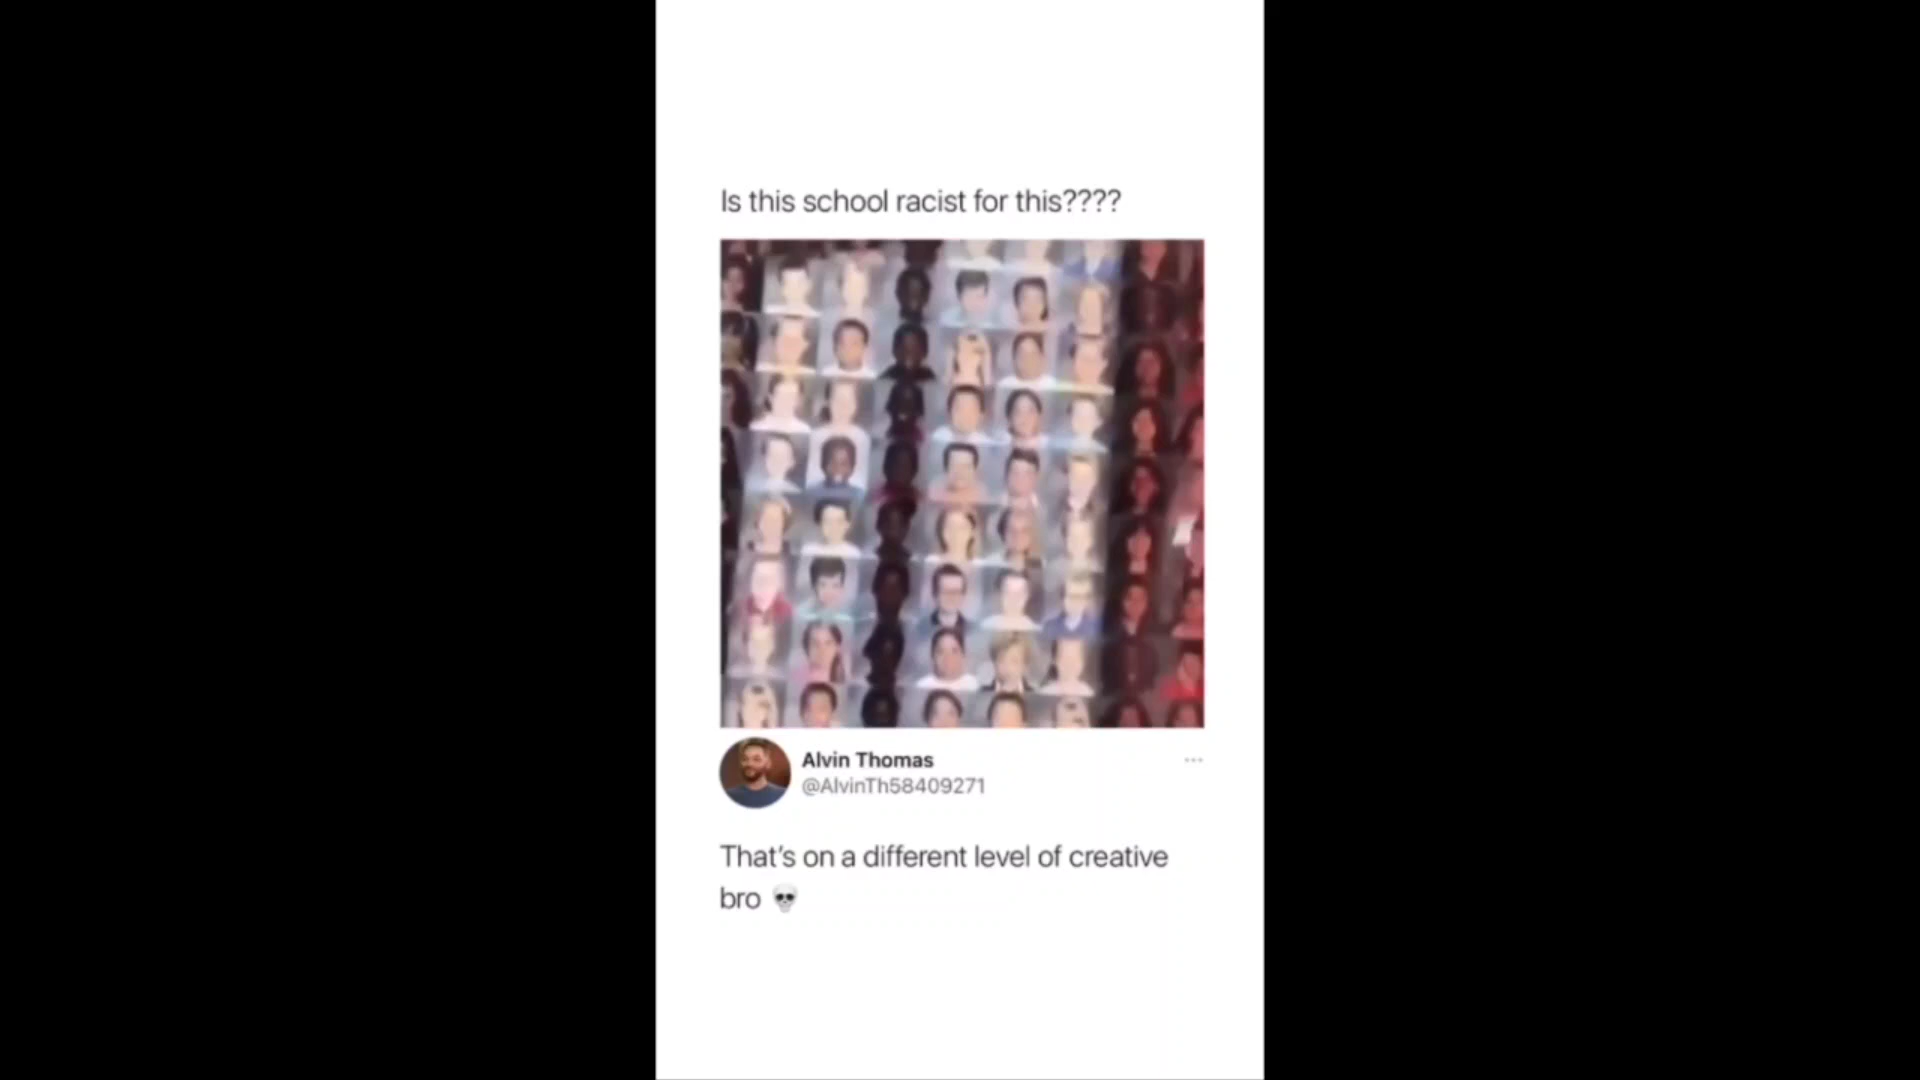 Is this school racist for this????
Alvin Thomas
@AlvinTh58409271
That's on a different level of creative
bro 💀